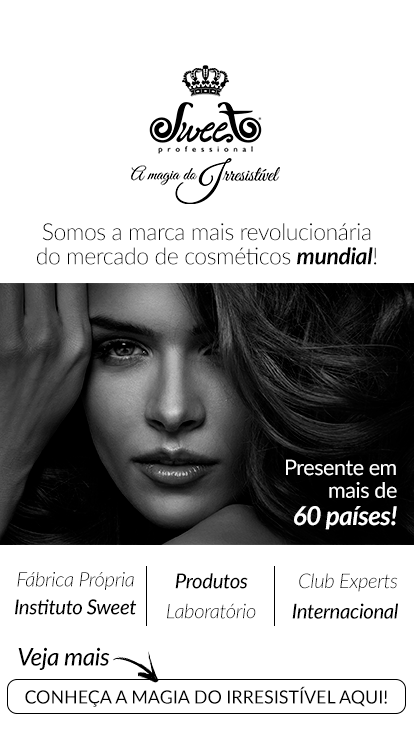 Sweet
professional
A magia do Irresistível
Somos a marca mais revolucionária
do mercado de cosméticos mundial!
Presente em
mais de
60 países!
Fábrica Própria
Instituto Sweet
Produtos
Laboratório
Club Experts
Internacional
Veja mais
CONHEÇA A MAGIA DO IRRESISTÍVEL AQUI!